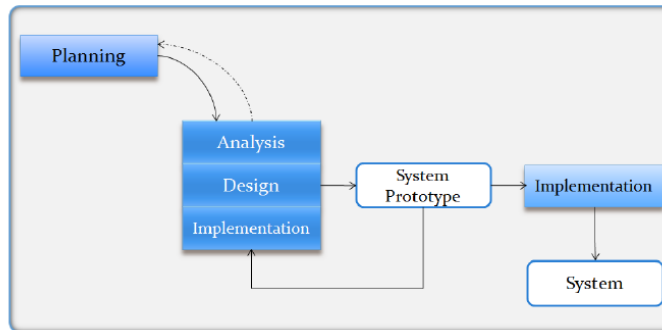 Planning
Analysis
Design
Implementation
System
Prototype
Implementation
System